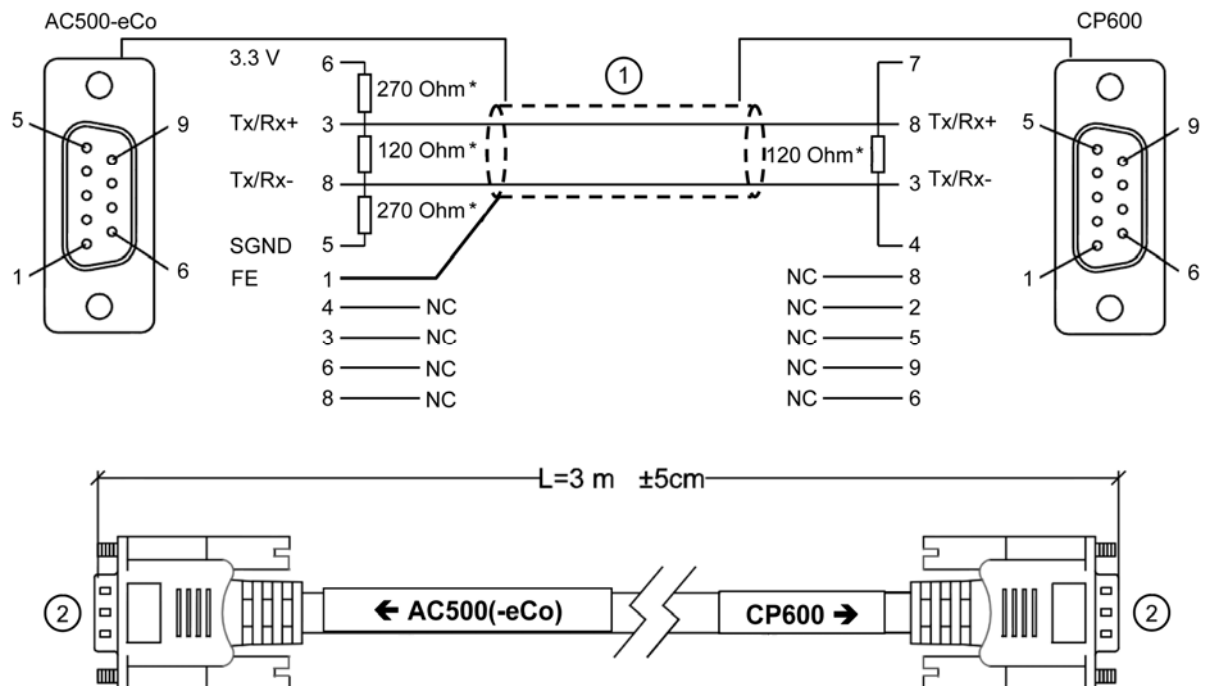 AC500-eCo
CP600
3.3 V 6
270 Ohm*
1
7
5
9
Tx/Rx+ 3
8 Tx/Rx+
5
9
120 Ohm*
120 Ohm*
Tx/Rx- 8
3 Tx/Rx-
270 Ohm*
SGND 5
4
1
6
FE 1
NC 8
1
6
4 NC
NC 2
3 NC
NC 5
6 NC
NC 9
8 NC
NC 6
L=3 m ±5cm
2
← AC500(-eCo)
CP600 →
2